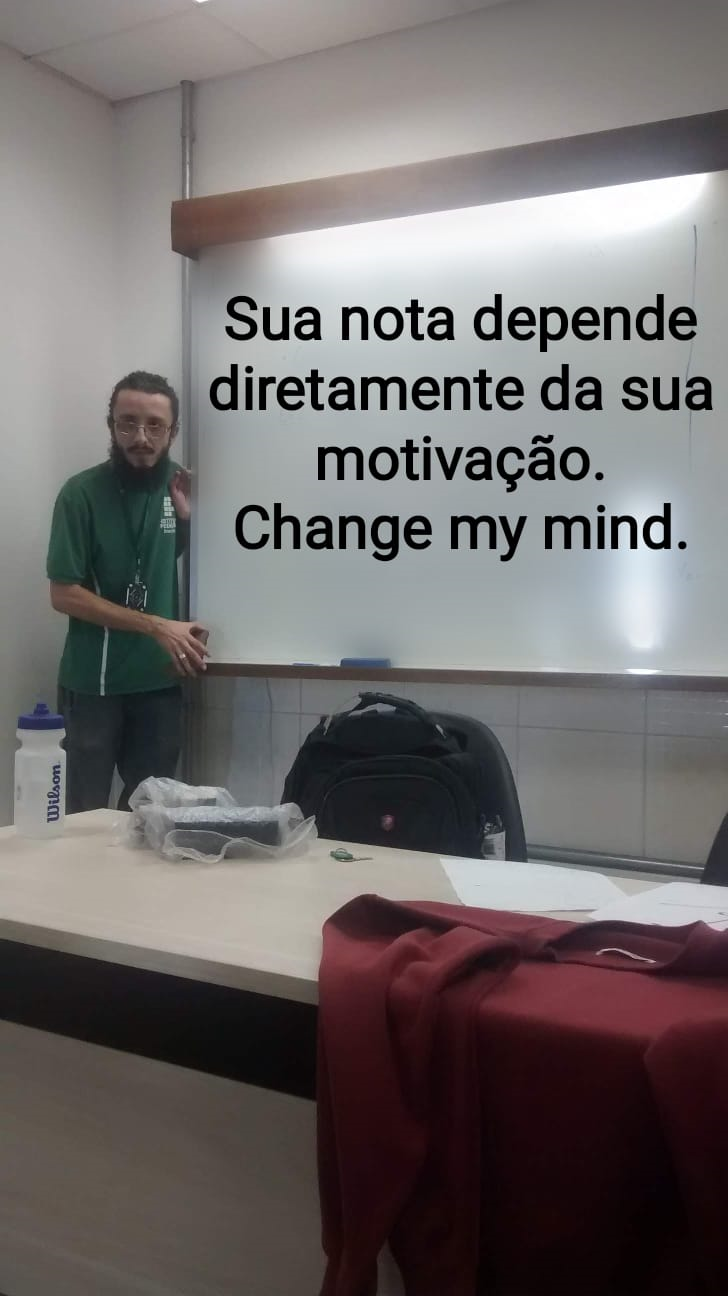 Sua nota depende
diretamente da sua
motivação.
Change my mind.
Wilson